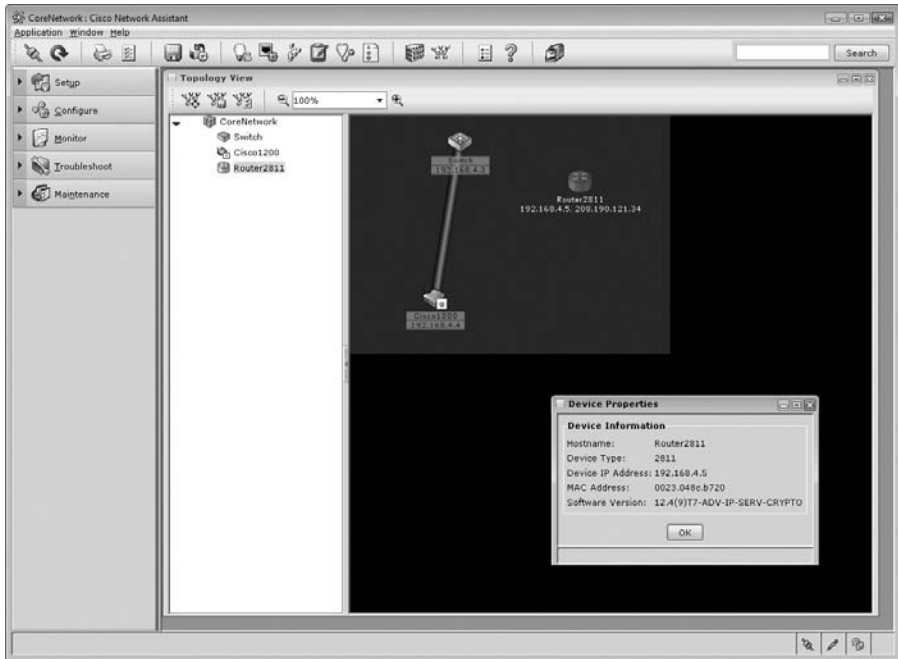 CoreNetwork : Cisco Network Assistant
Application Window Help
Search
Setup
Configure
Monitor
Troubleshoot
Maintenance
Topology View
100%
CoreNetwork
Switch
Cisco1200
Router2811
Switch
192.168.4.3
Router2811
192.168.4.5, 200.190.121.34
Cisco1200
192.168.4.4
Device Properties
Device Information
Hostname: Router2811
Device Type: 2811
Device IP Address: 192.168.4.5
MAC Address: 0023.048c.b720
Software Version: 12.4(9)T7-ADV-IP-SERV-CRYPTO
OK